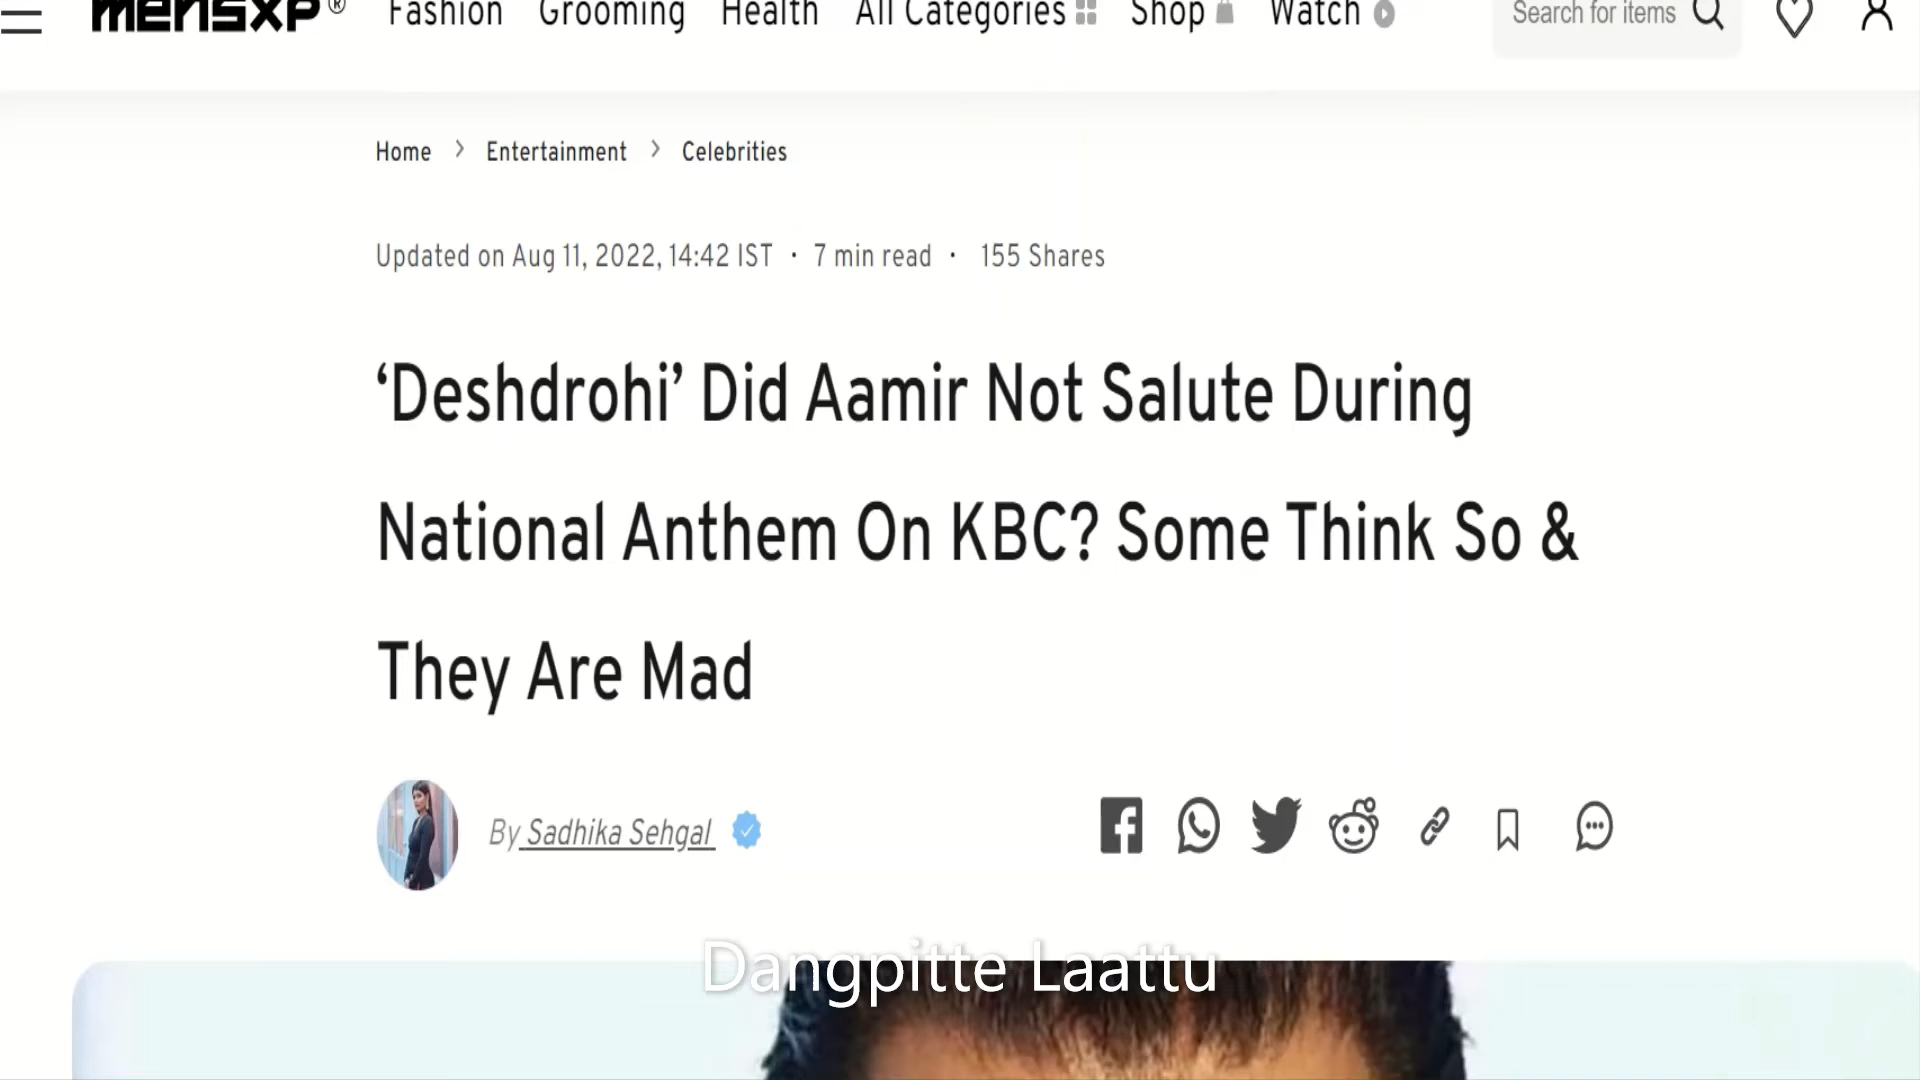 mensxp®
Fashion Grooming Health All Categories Shop Watch
Search for items
Home > Entertainment > Celebrities
Updated on Aug 11, 2022, 14:42 IST · 7 min read · 155 Shares
‘Deshdrohi’ Did Aamir Not Salute During
National Anthem On KBC? Some Think So &
They Are Mad
By Sadhika Sehgal
Dangpitte Laattu